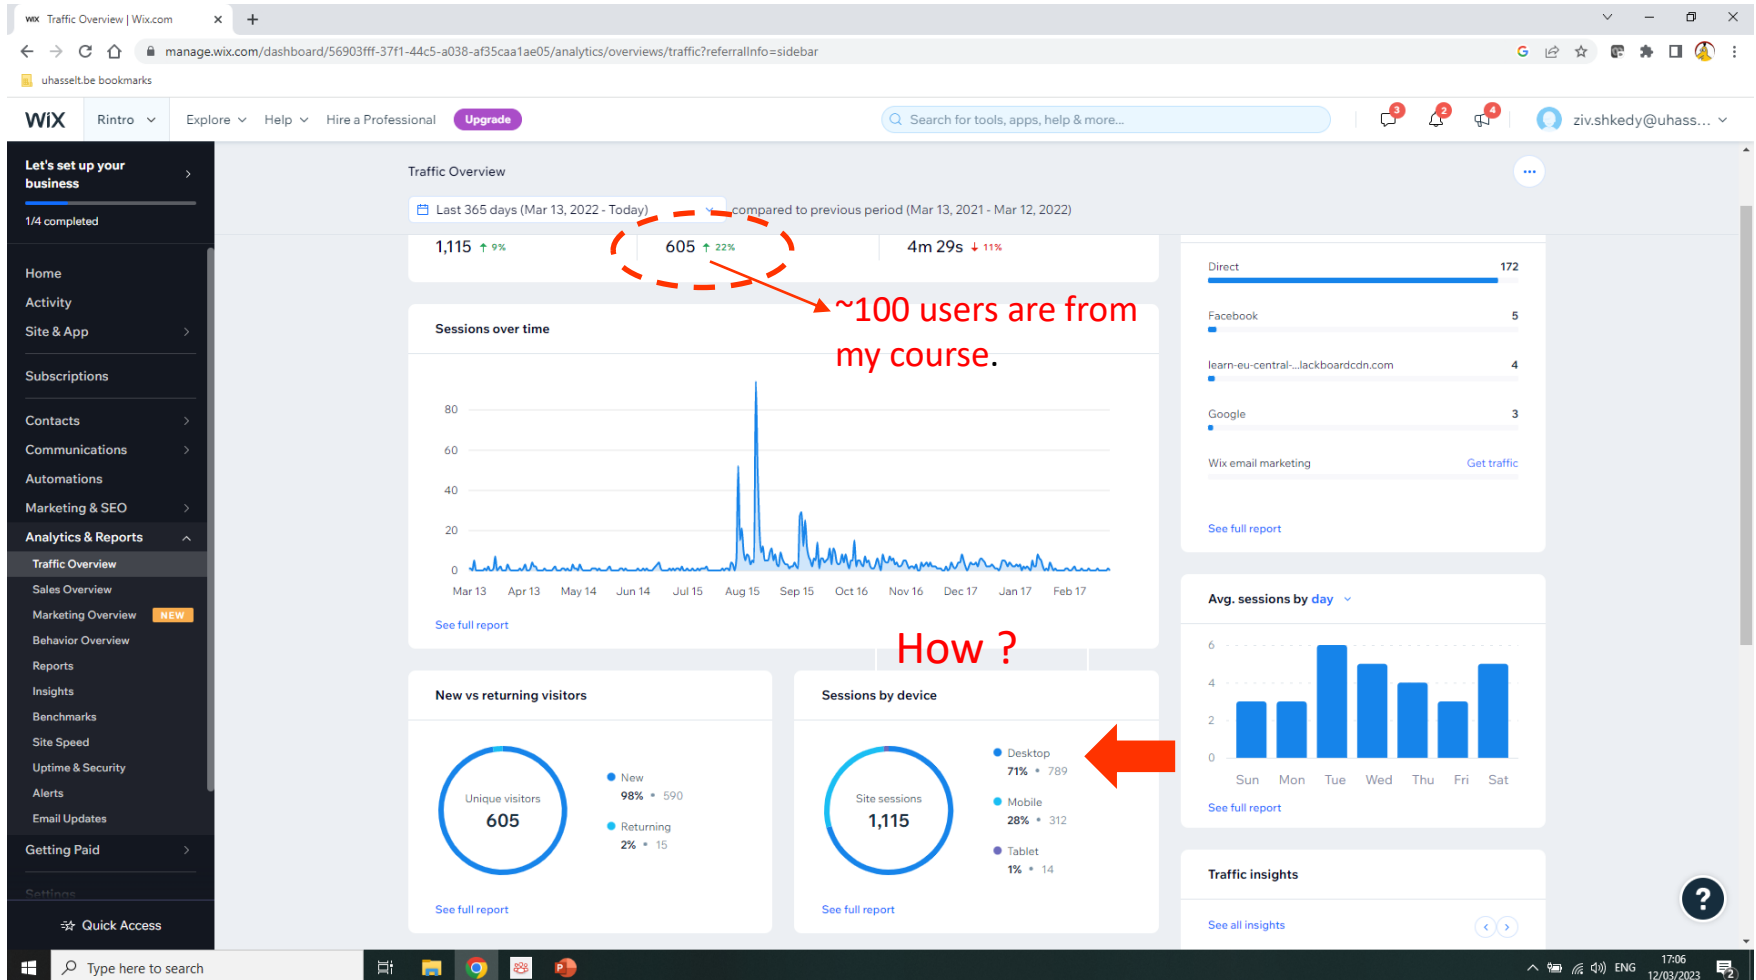 WiX Traffic Overview | Wix.com
manage.wix.com/dashboard/56903fff-37f1-44c5-a038-af35caa1ae05/analytics/overviews/traffic?referralInfo=sidebar
uhasselt.be bookmarks
WiX Rintro Explore Help Hire a Professional Upgrade Search for tools, apps, help & more... 3 2 4 ziv.shkedy@uhass...
Let's set up your
business
1/4 completed
Home
Activity
Site & App
Subscriptions
Contacts
Communications
Automations
Marketing & SEO
Analytics & Reports
Traffic Overview
Sales Overview
Marketing Overview NEW
Behavior Overview
Reports
Insights
Benchmarks
Site Speed
Uptime & Security
Alerts
Email Updates
Getting Paid
Settings
Quick Access
Traffic Overview
Last 365 days (Mar 13, 2022 - Today) compared to previous period (Mar 13, 2021 - Mar 12, 2022)
1,115 ↑ 9% 605 ↑ 22% 4m 29s ↓ 11%
~100 users are from
my course.
Sessions over time
80
60
40
20
0
Mar 13 Apr 13 May 14 Jun 14 Jul 15 Aug 15 Sep 15 Oct 16 Nov 16 Dec 17 Jan 17 Feb 17
See full report
How ?
New vs returning visitors
Unique visitors
605
New
98% • 590
Returning
2% • 15
See full report
Sessions by device
Site sessions
1,115
Desktop
71% • 789
Mobile
28% • 312
Tablet
1% • 14
See full report
Direct 172
Facebook 5
learn-eu-central-...lackboardcdn.com 4
Google 3
Wix email marketing Get traffic
See full report
Avg. sessions by day
6
4
2
0
Sun Mon Tue Wed Thu Fri Sat
See full report
Traffic insights
See all insights
?
Type here to search
ENG
17:06
12/03/2023
2